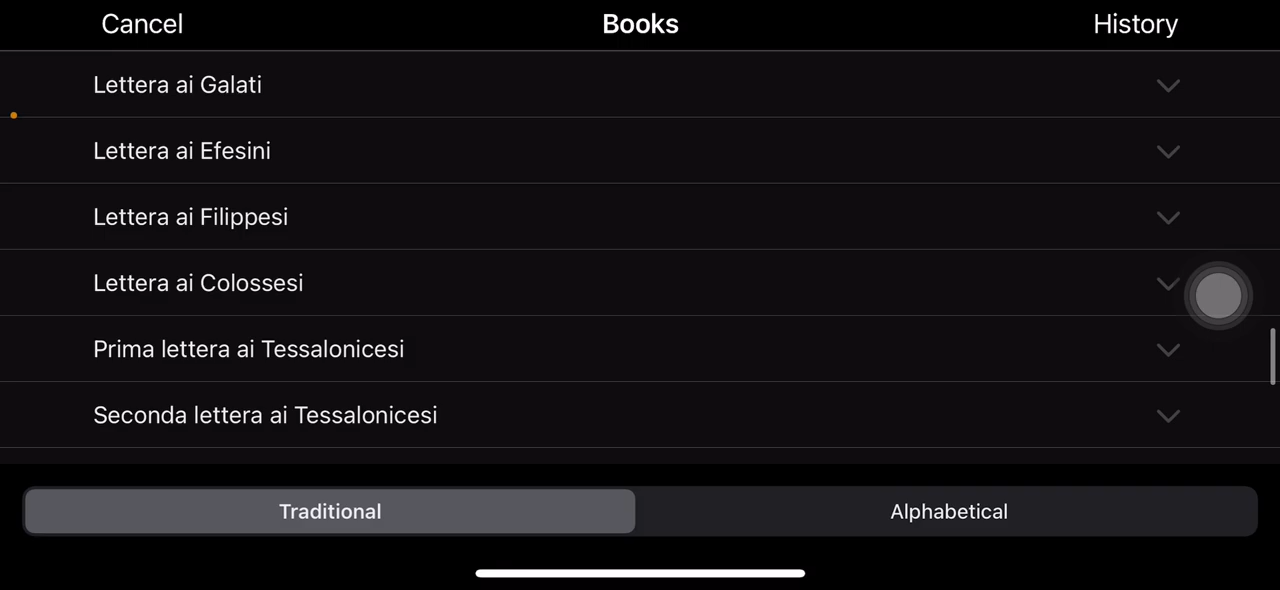 Cancel
Books
History
Lettera ai Galati
Lettera ai Efesini
Lettera ai Filippesi
Lettera ai Colossesi
Prima lettera ai Tessalonicesi
Seconda lettera ai Tessalonicesi
Traditional
Alphabetical